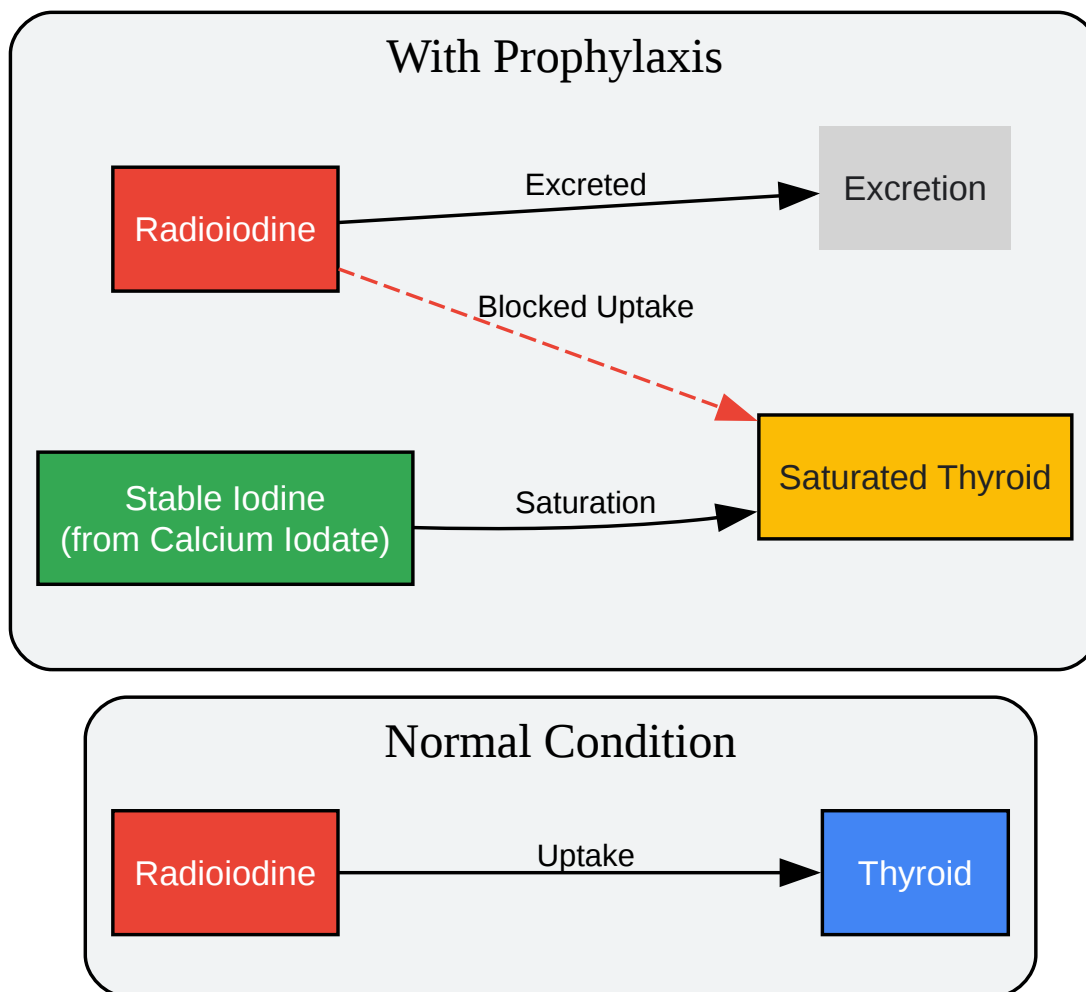 With Prophylaxis
Excreted
Excretion
Radioiodine
Blocked Uptake
Saturated Thyroid
Stable Iodine
(from Calcium Iodate)
Saturation
Normal Condition
Radioiodine
Uptake
Thyroid